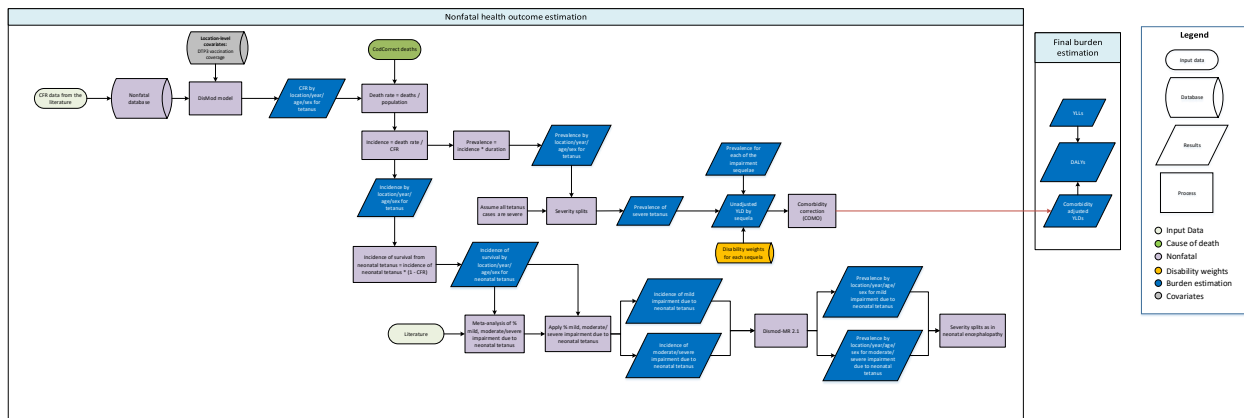 Nonfatal health outcome estimation
Location-level
covariates:
DTP3 vaccination
coverage
CodCorrect deaths
CFR data from the
literature
Nonfatal
database
DisMod model
CFR by
location/year/
age/sex for
tetanus
Death rate = deaths /
population
Incidence = death rate /
CFR
Prevalence =
incidence * duration
Prevalence by
location/year/
age/sex for
tetanus
Incidence by
location/year/
age/sex for
tetanus
Prevalence for
each of the
impairment
sequelae
Assume all tetanus
cases are severe
Severity splits
Prevalence of
severe tetanus
Unadjusted
YLD by
sequela
Comorbidity
correction
(COMO)
Disability weights
for each sequela
Incidence of survival from
neonatal tetanus = incidence of
neonatal tetanus * (1 - CFR)
Incidence of
survival by
location/year/
age/sex for
neonatal tetanus
Literature
Meta-analysis of %
mild, moderate/severe
impairment due to
neonatal tetanus
Apply % mild, moderate/
severe impairment due to
neonatal tetanus
Incidence of mild
impairment due to
neonatal tetanus
Incidence of
moderate/severe
impairment due to
neonatal tetanus
Dismod-MR 2.1
Prevalence by
location/year/age/
sex for mild
impairment due to
neonatal tetanus
Prevalence by
location/year/age/
sex for moderate/
severe impairment
due to neonatal
tetanus
Severity splits as in
neonatal encephalopathy
Final burden
estimation
YLLs
DALYs
Comorbidity
adjusted
YLDs
Legend
Input data
Database
Results
Process
Input Data
Cause of death
Nonfatal
Disability weights
Burden estimation
Covariates